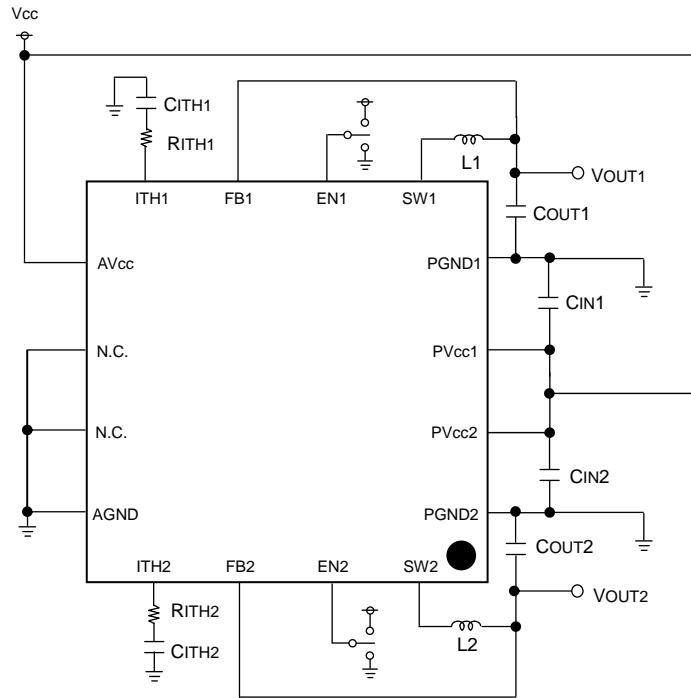 Vcc
CITH1
RITH1
L1
VOUT1
ITH1
FB1
EN1
SW1
COUT1
AVcc
PGND1
CIN1
N.C.
PVcc1
N.C.
PVcc2
CIN2
AGND
PGND2
COUT2
ITH2
FB2
EN2
SW2
RITH2
VOUT2
CITH2
L2